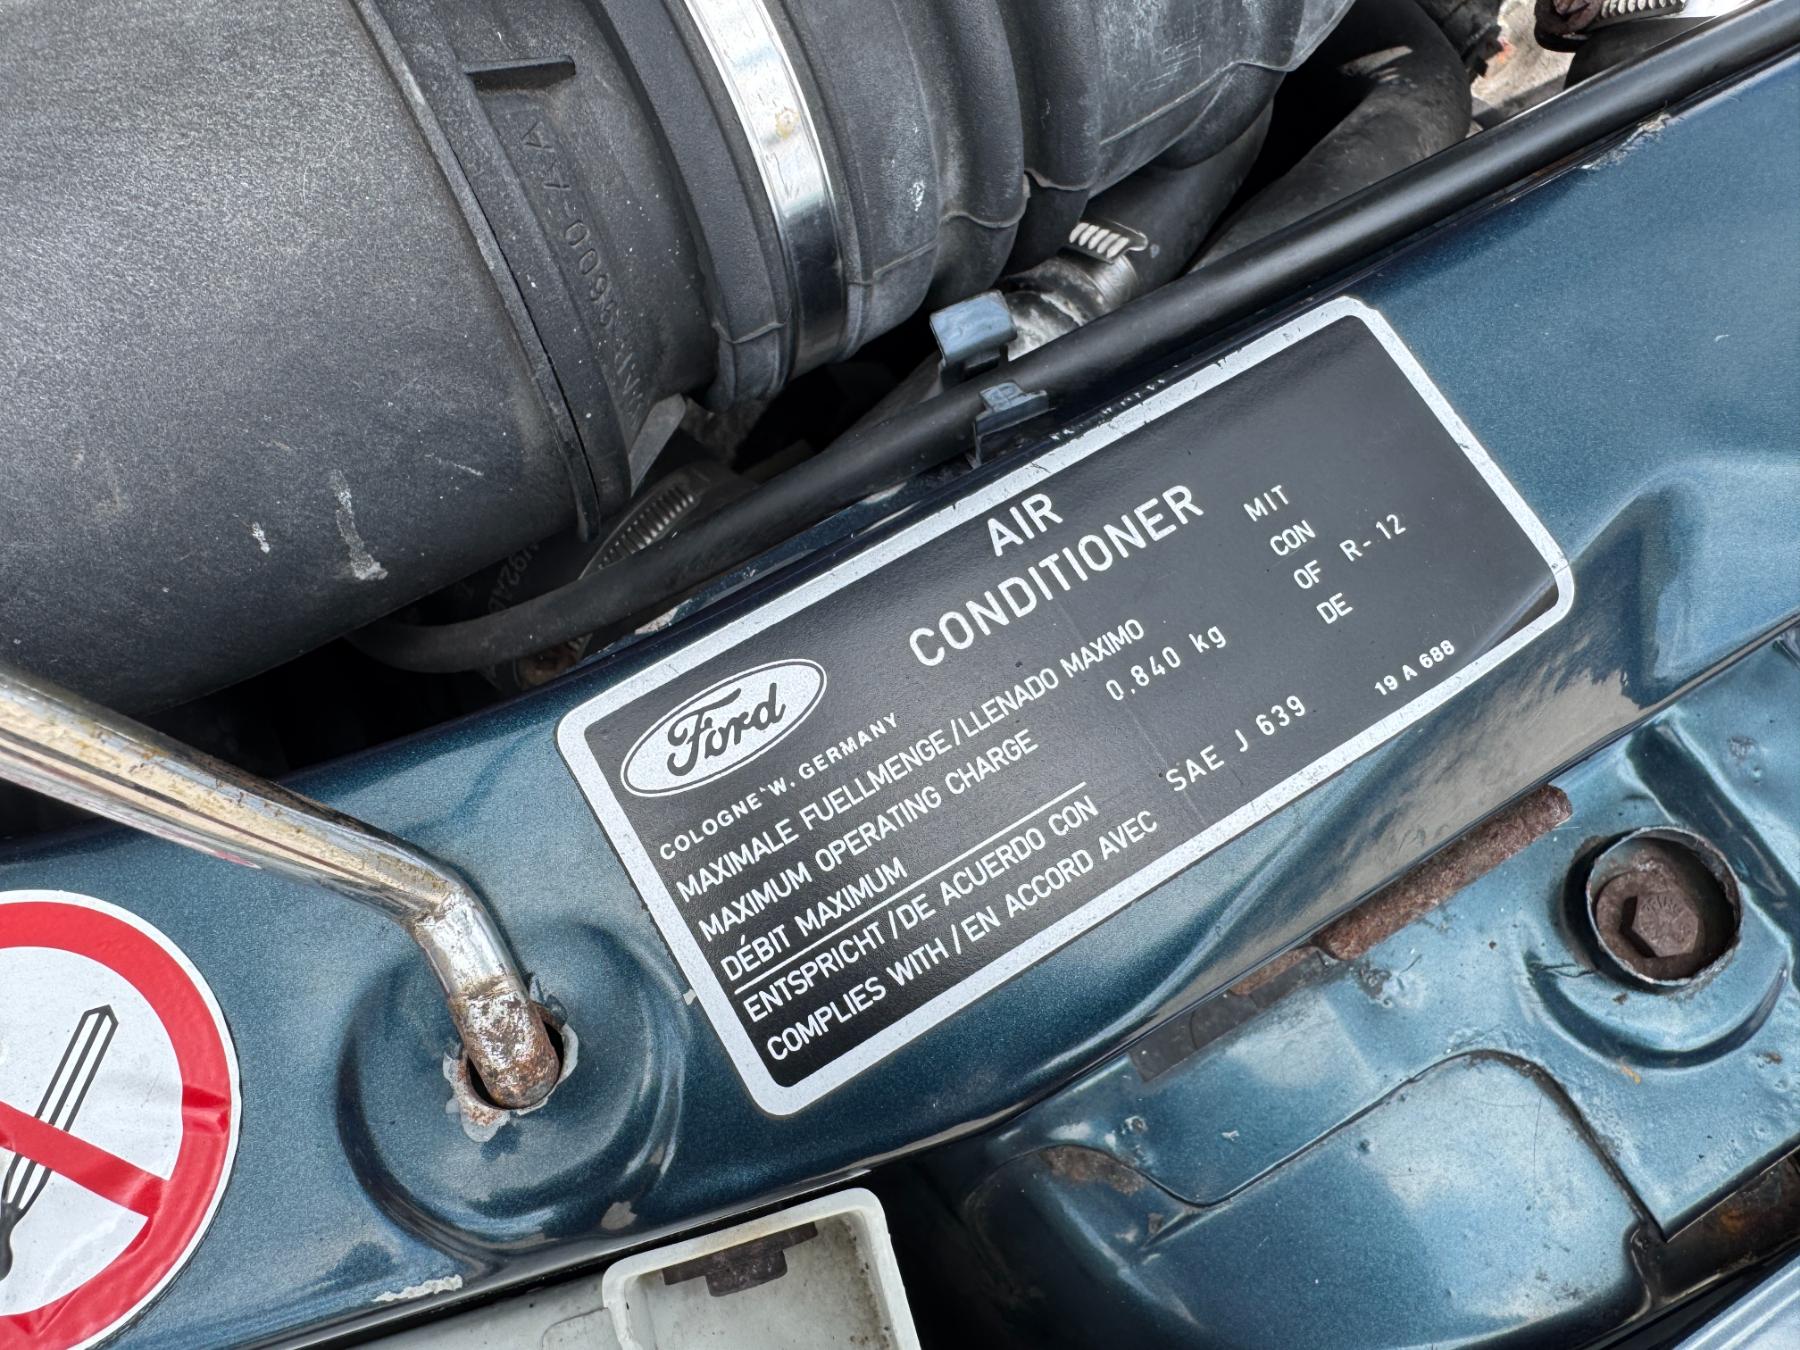 AIR
CONDITIONER
Ford
COLOGNE W. GERMANY
MAXIMALE FUELLMENGE/LLENADO MAXIMO
MAXIMUM OPERATING CHARGE
DÉBIT MAXIMUM
0.840 kg
MIT
CON
OF
DE
R-12
ENTSPRICHT/DE ACUERDO CON
COMPLIES WITH/EN ACCORD AVEC
SAE J 639
19 A 688